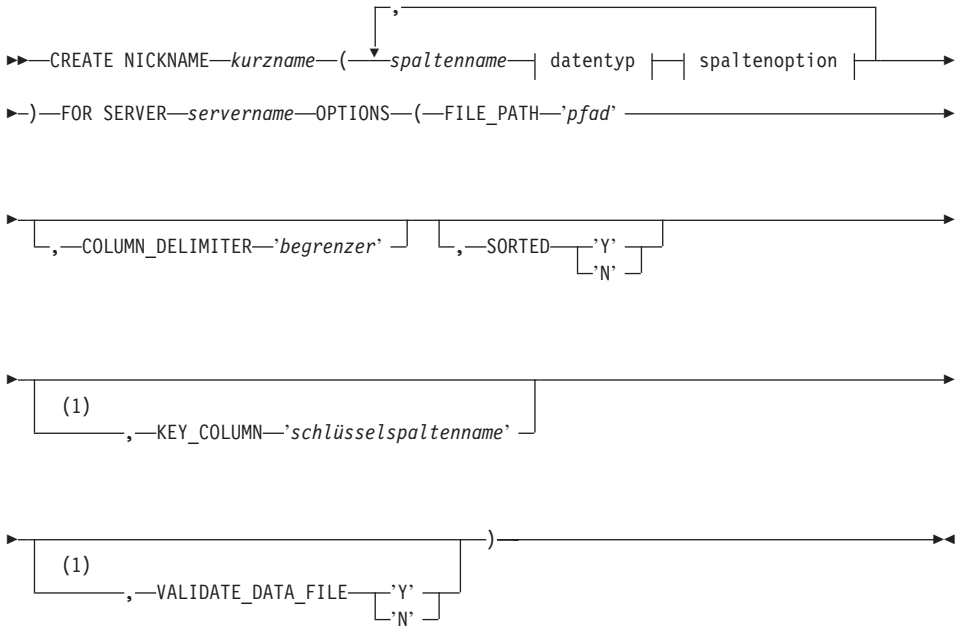 ,
CREATE NICKNAME kurzname ( spaltenname datentyp spaltenoption
) FOR SERVER servername OPTIONS ( FILE_PATH 'pfad'
, COLUMN_DELIMITER 'begrenzer' , SORTED 'Y'
'N'
(1)
, KEY_COLUMN 'schlüsselspaltenname'
)
(1)
, VALIDATE_DATA_FILE 'Y'
'N'